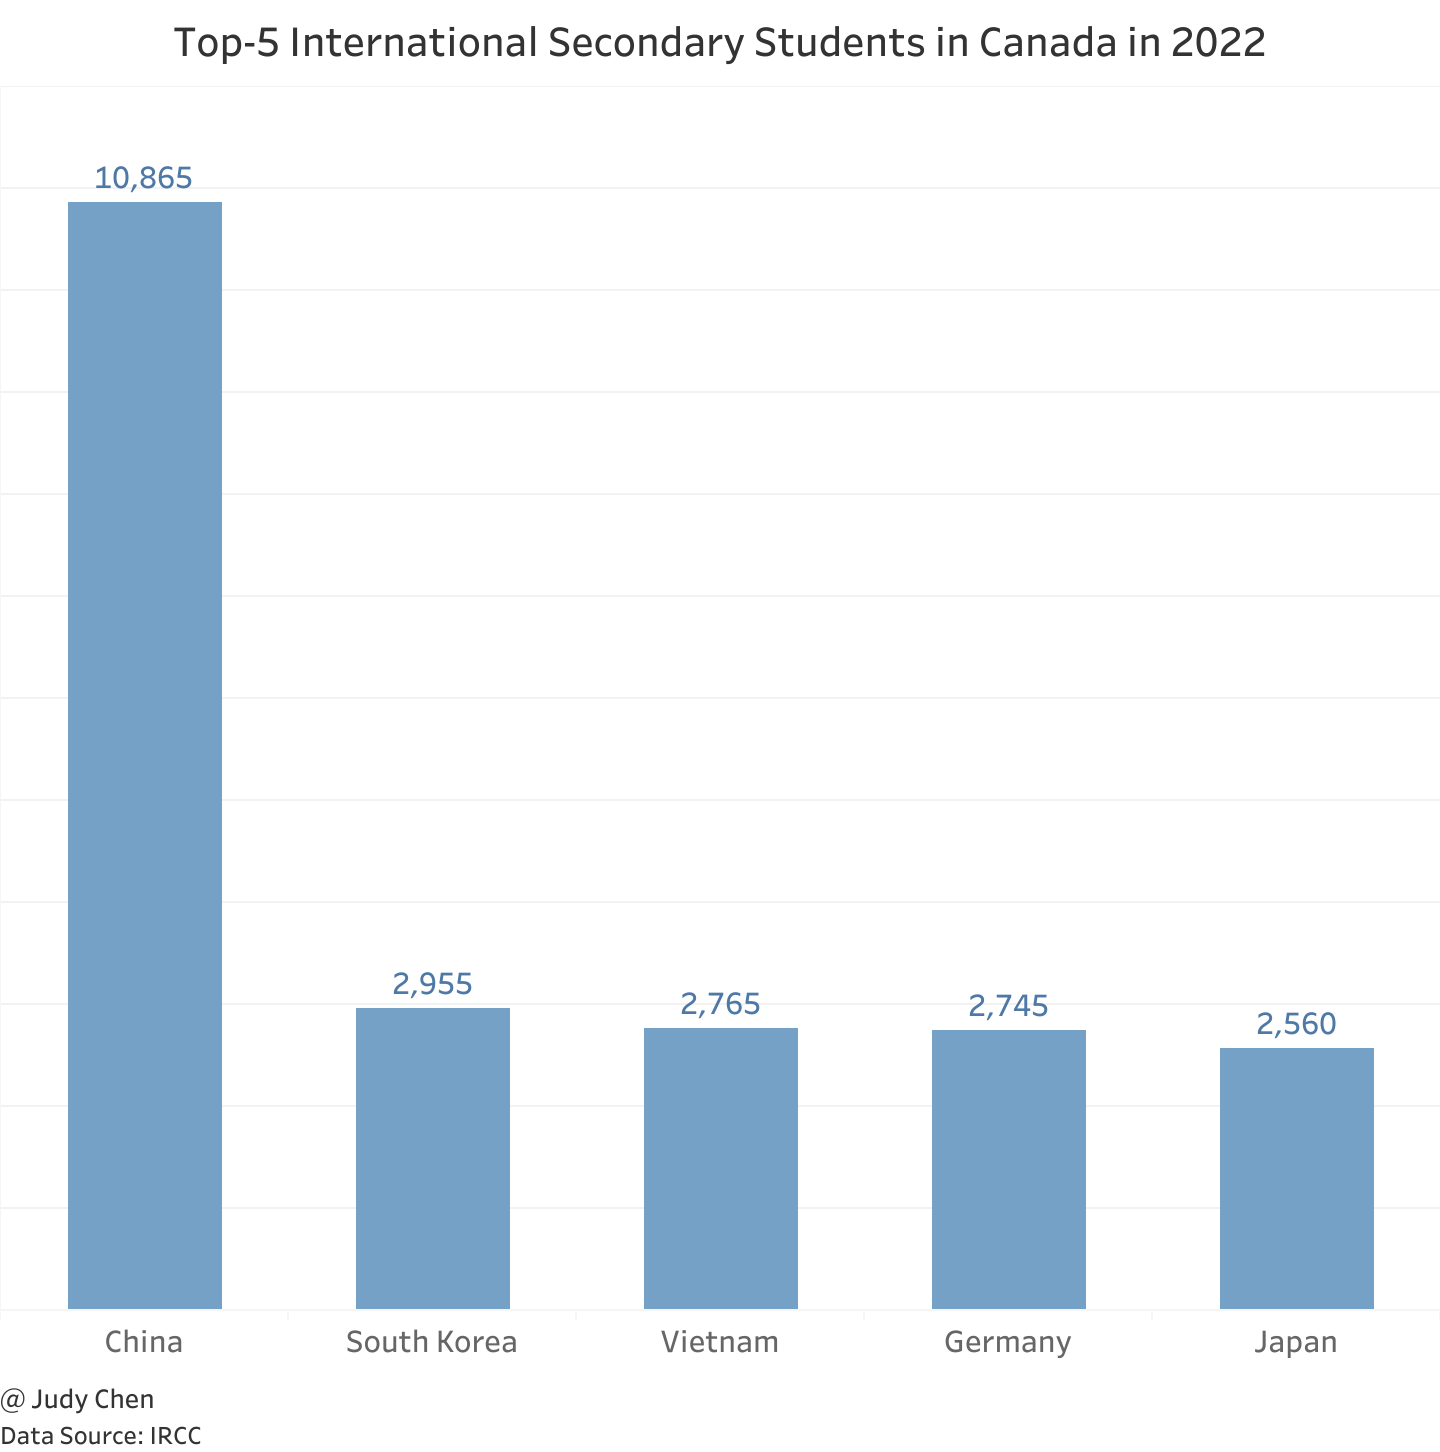 Top-5 International Secondary Students in Canada in 2022
10,865
2,955
2,765
2,745
2,560
China
South Korea
Vietnam
Germany
Japan
@ Judy Chen
Data Source: IRCC